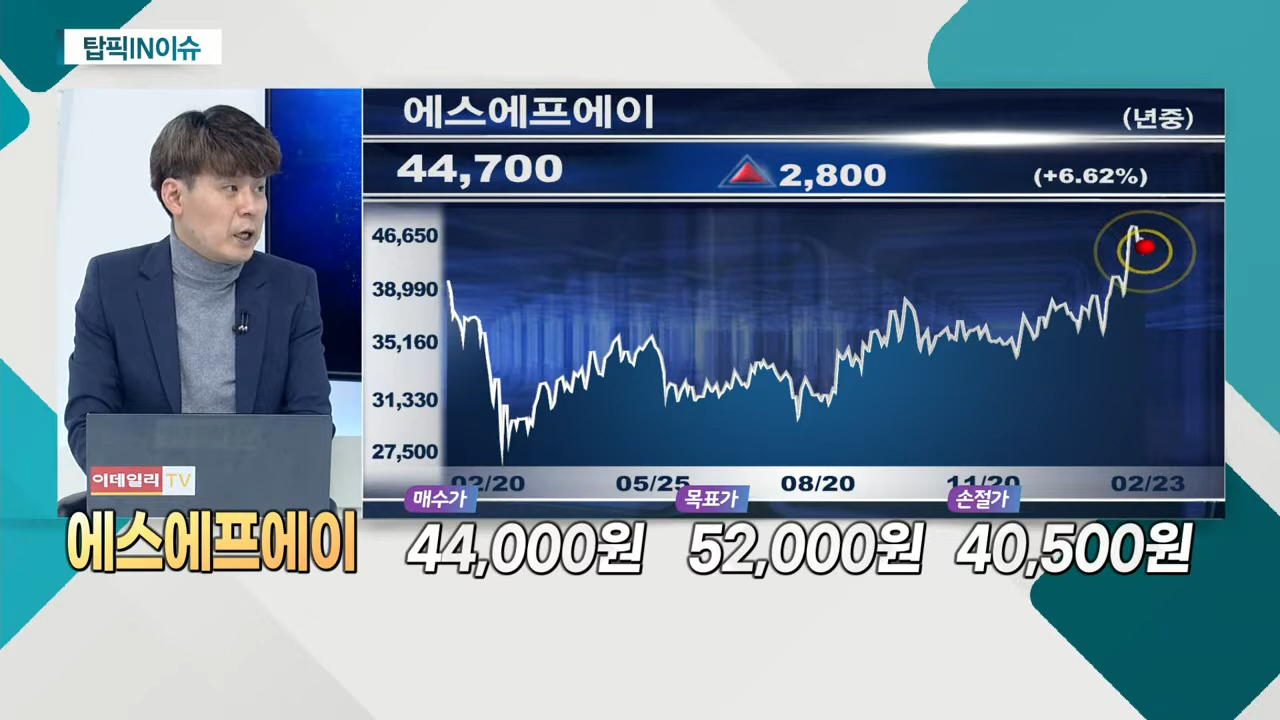 탑픽IN이슈
에스에프에이 (년중)
44,700 ▲ 2,800 (+6.62%)
46,650
38,990
35,160
31,330
27,500
02/20 05/25 08/20 11/20 02/23
이데일리 TV
매수가 목표가 손절가
에스에프에이 44,000원 52,000원 40,500원